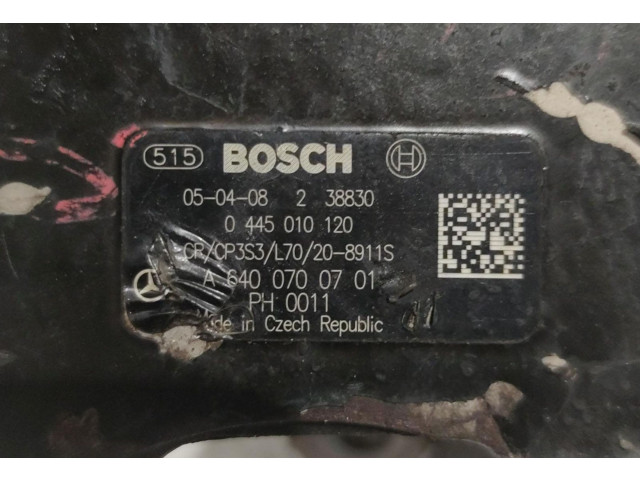 515 BOSCH
05-04-08 2 38830
0 445 010 120
CR/CP3S3/L70/20-8911S
A 640 070 07 01
PH 0011
Made in Czech Republic